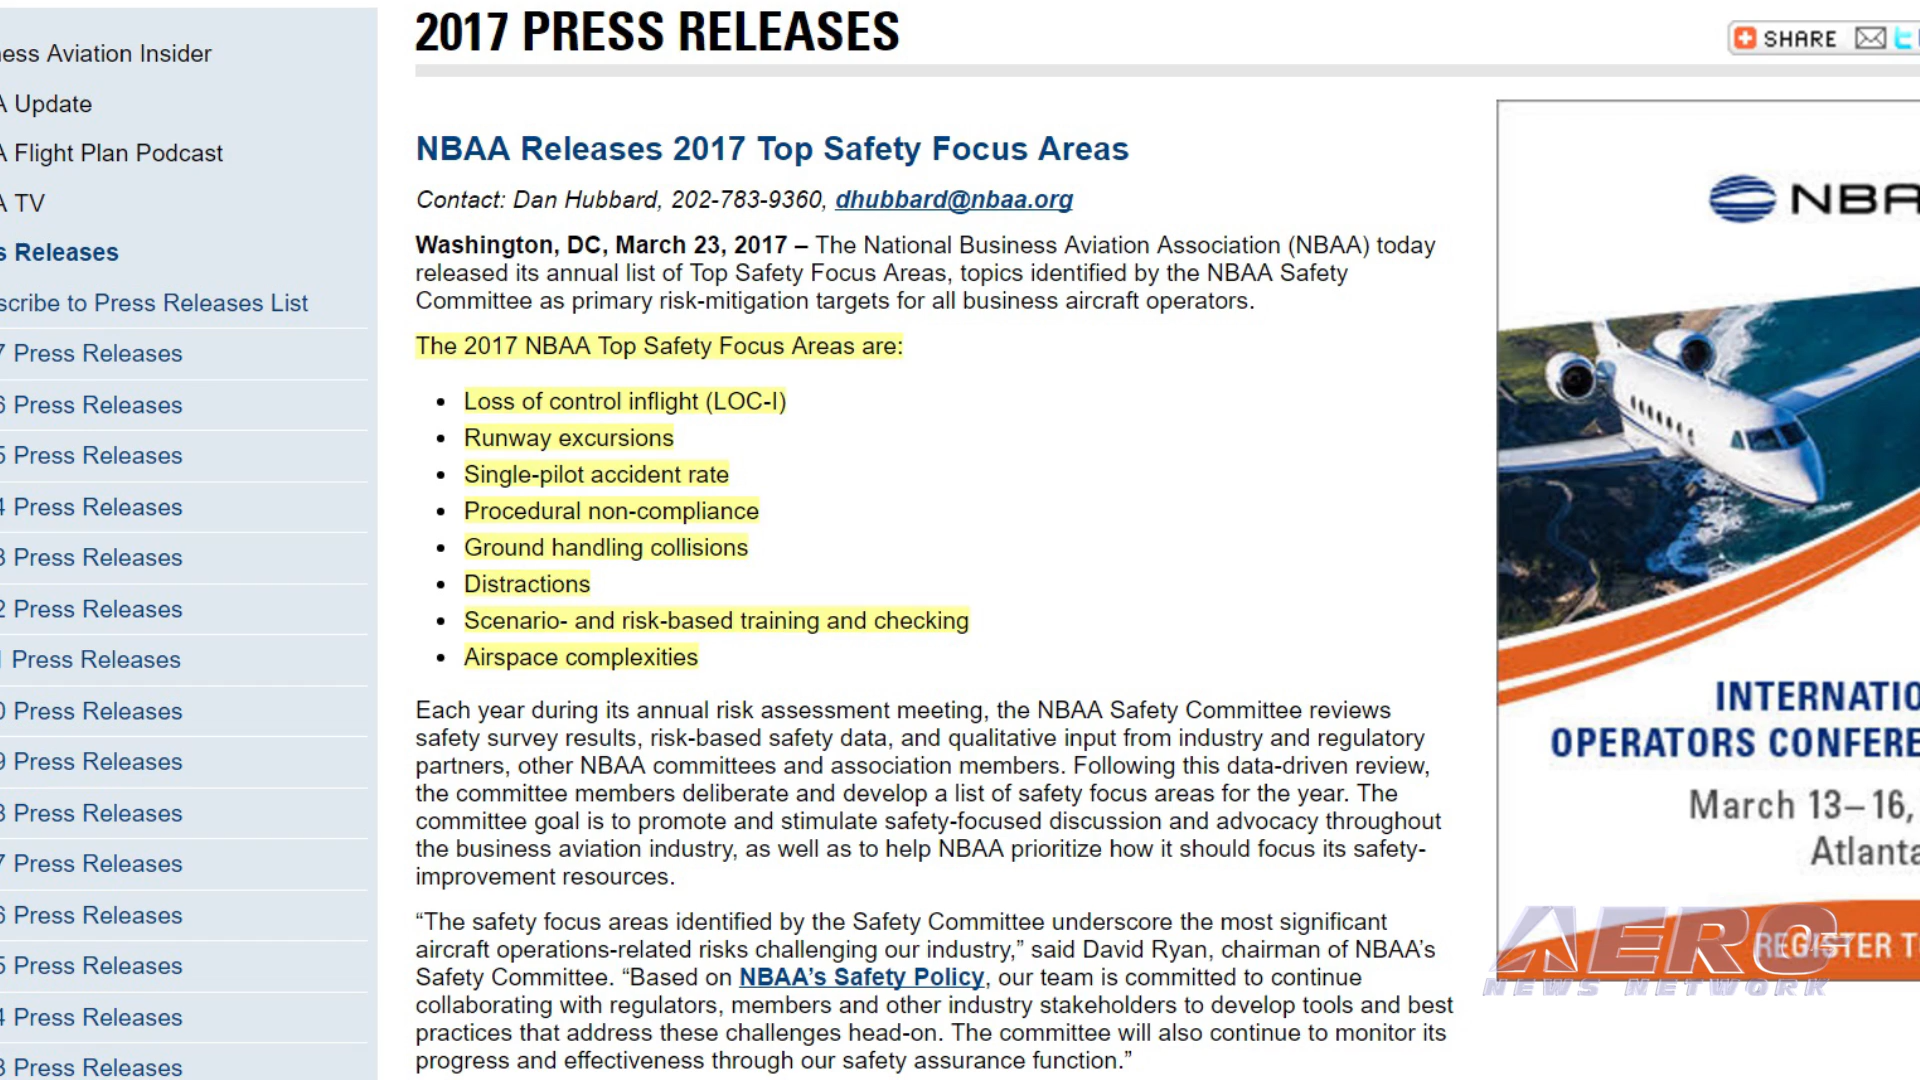 2017 PRESS RELEASES
SHARE
ess Aviation Insider
A Update
A Flight Plan Podcast
A TV
s Releases
scribe to Press Releases List
7 Press Releases
6 Press Releases
5 Press Releases
4 Press Releases
3 Press Releases
2 Press Releases
1 Press Releases
0 Press Releases
9 Press Releases
8 Press Releases
7 Press Releases
6 Press Releases
5 Press Releases
4 Press Releases
3 Press Releases
NBAA Releases 2017 Top Safety Focus Areas
Contact: Dan Hubbard, 202-783-9360, dhubbard@nbaa.org
Washington, DC, March 23, 2017 – The National Business Aviation Association (NBAA) today
released its annual list of Top Safety Focus Areas, topics identified by the NBAA Safety
Committee as primary risk-mitigation targets for all business aircraft operators.
The 2017 NBAA Top Safety Focus Areas are:
• Loss of control inflight (LOC-I)
• Runway excursions
• Single-pilot accident rate
• Procedural non-compliance
• Ground handling collisions
• Distractions
• Scenario- and risk-based training and checking
• Airspace complexities
Each year during its annual risk assessment meeting, the NBAA Safety Committee reviews
safety survey results, risk-based safety data, and qualitative input from industry and regulatory
partners, other NBAA committees and association members. Following this data-driven review,
the committee members deliberate and develop a list of safety focus areas for the year. The
committee goal is to promote and stimulate safety-focused discussion and advocacy throughout
the business aviation industry, as well as to help NBAA prioritize how it should focus its safety-
improvement resources.
“The safety focus areas identified by the Safety Committee underscore the most significant
aircraft operations-related risks challenging our industry,” said David Ryan, chairman of NBAA’s
Safety Committee. “Based on NBAA’s Safety Policy, our team is committed to continue
collaborating with regulators, members and other industry stakeholders to develop tools and best
practices that address these challenges head-on. The committee will also continue to monitor its
progress and effectiveness through our safety assurance function.”
NBA
INTERNATIO
OPERATORS CONFERE
March 13–16,
Atlanta
REGISTER T
AERO
NEWS NETWORK